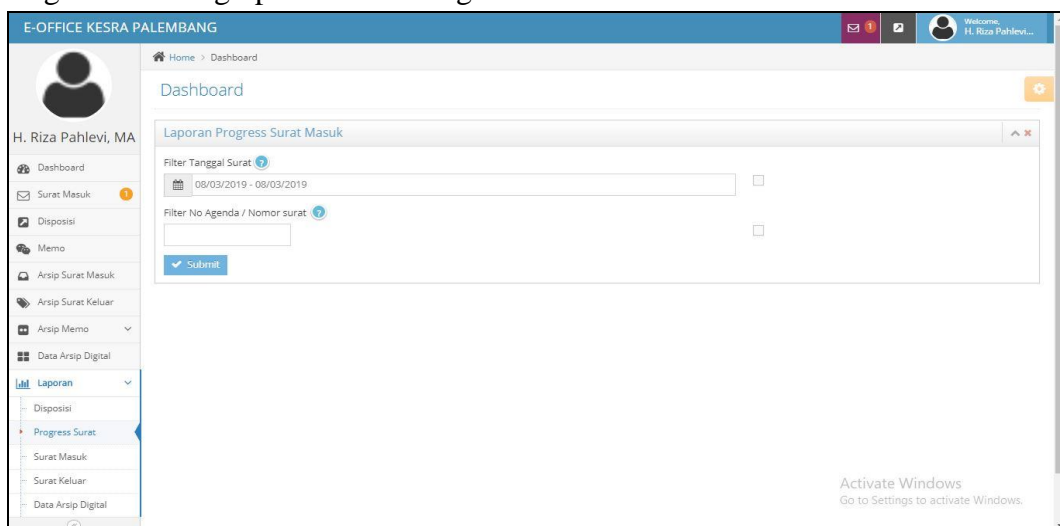 E-OFFICE KESRA PALEMBANG
1
Welcome,
H. Riza Pahlevi...
Home > Dashboard
Dashboard
H. Riza Pahlevi, MA
Dashboard
Surat Masuk 1
Disposisi
Memo
Arsip Surat Masuk
Arsip Surat Keluar
Arsip Memo
Data Arsip Digital
Laporan
Disposisi
Progress Surat
Surat Masuk
Surat Keluar
Data Arsip Digital
Laporan Progress Surat Masuk
Filter Tanggal Surat ?
08/03/2019 - 08/03/2019
Filter No Agenda / Nomor surat ?
Submit
Activate Windows
Go to Settings to activate Windows.